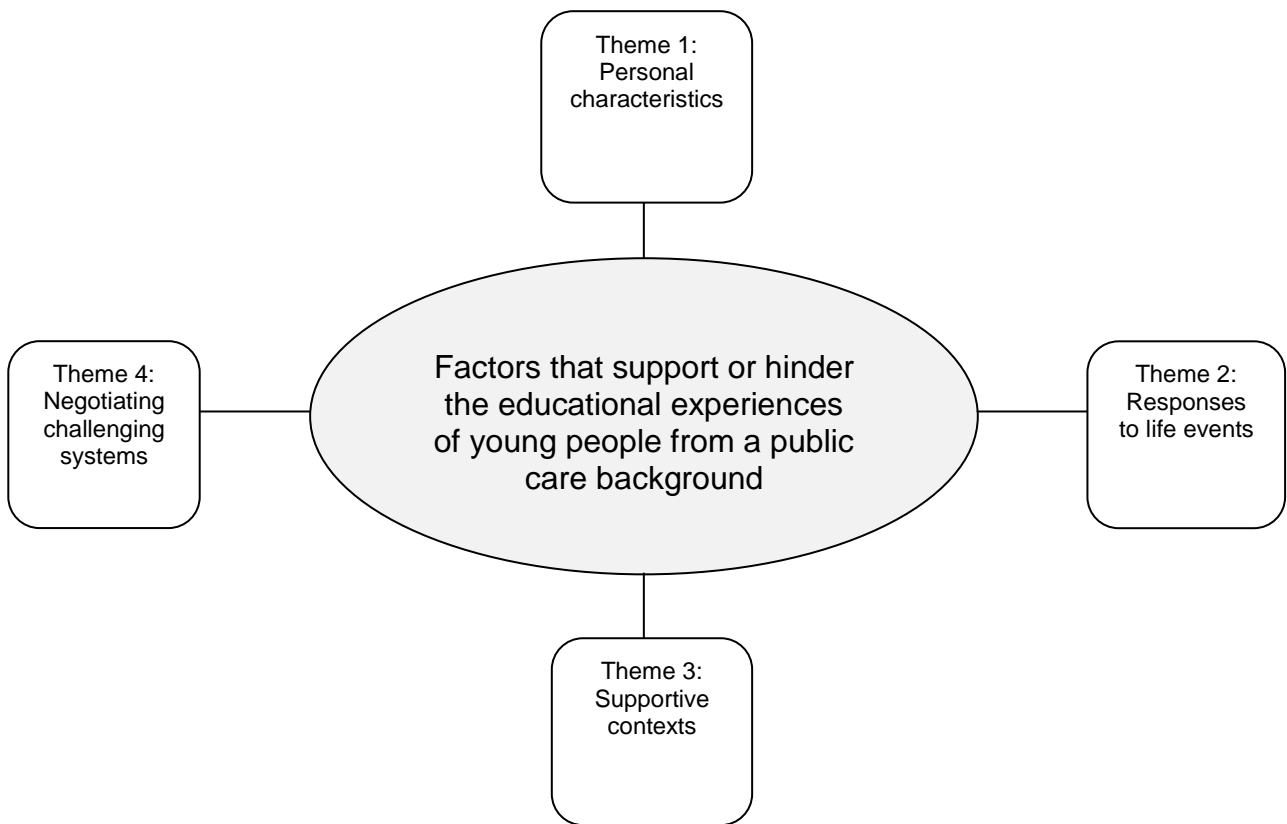 Theme 1:
Personal
characteristics
Factors that support or hinder
the educational experiences
of young people from a public
care background
Theme 4:
Negotiating
challenging
systems
Theme 2:
Responses
to life events
Theme 3:
Supportive
contexts